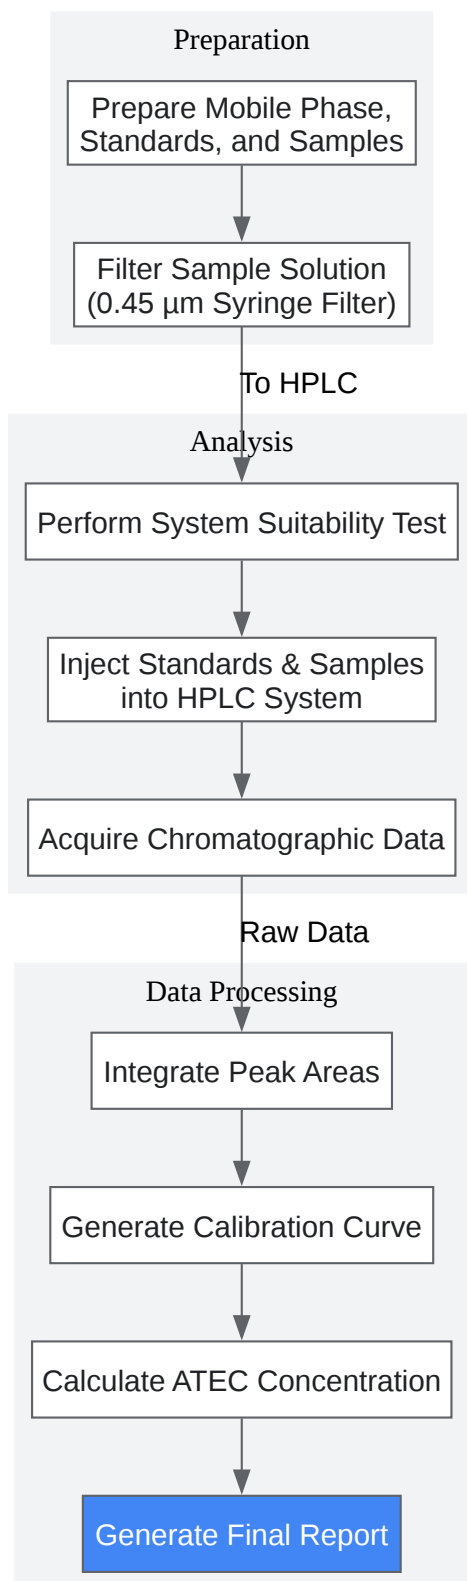 Preparation
Prepare Mobile Phase,
Standards, and Samples
Filter Sample Solution
(0.45 µm Syringe Filter)
To HPLC
Analysis
Perform System Suitability Test
Inject Standards & Samples
into HPLC System
Acquire Chromatographic Data
Raw Data
Data Processing
Integrate Peak Areas
Generate Calibration Curve
Calculate ATEC Concentration
Generate Final Report